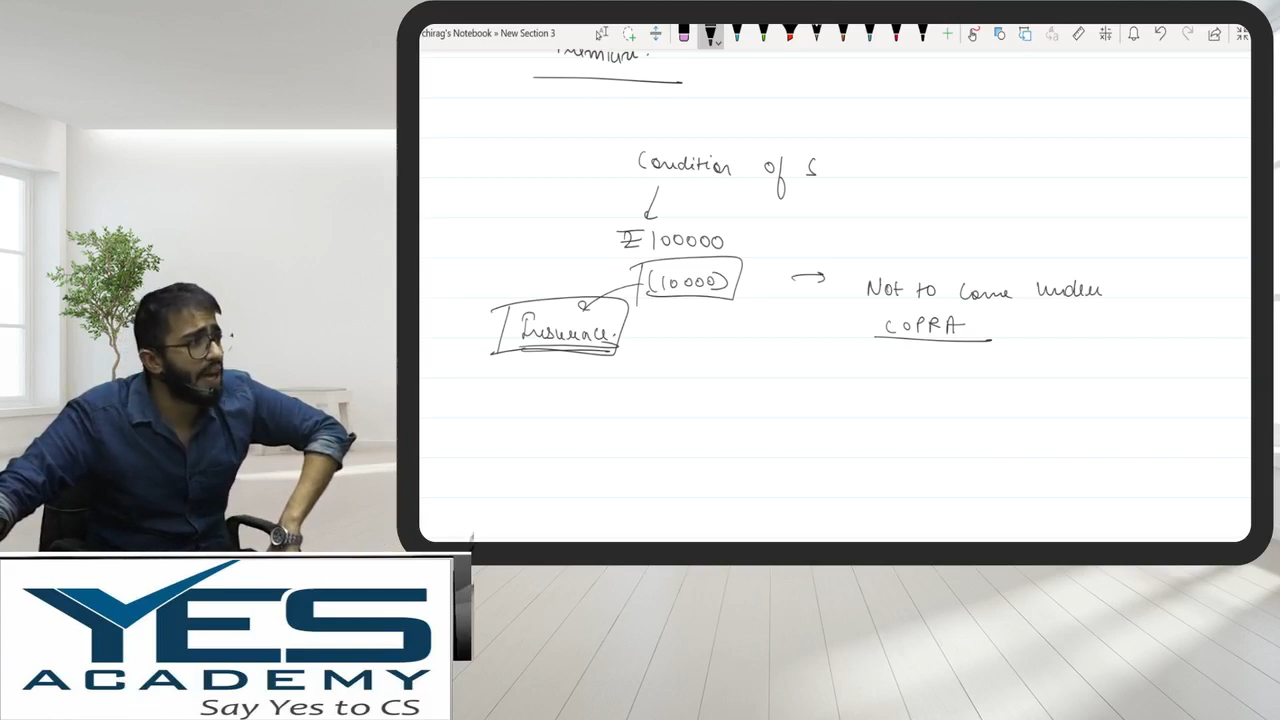 chirag's Notebook » New Section 3
Premium.
Condition of S
₹100000
(10000)
Not to come under
COPRA
Insurance.
YES
ACADEMY
Say Yes to CS